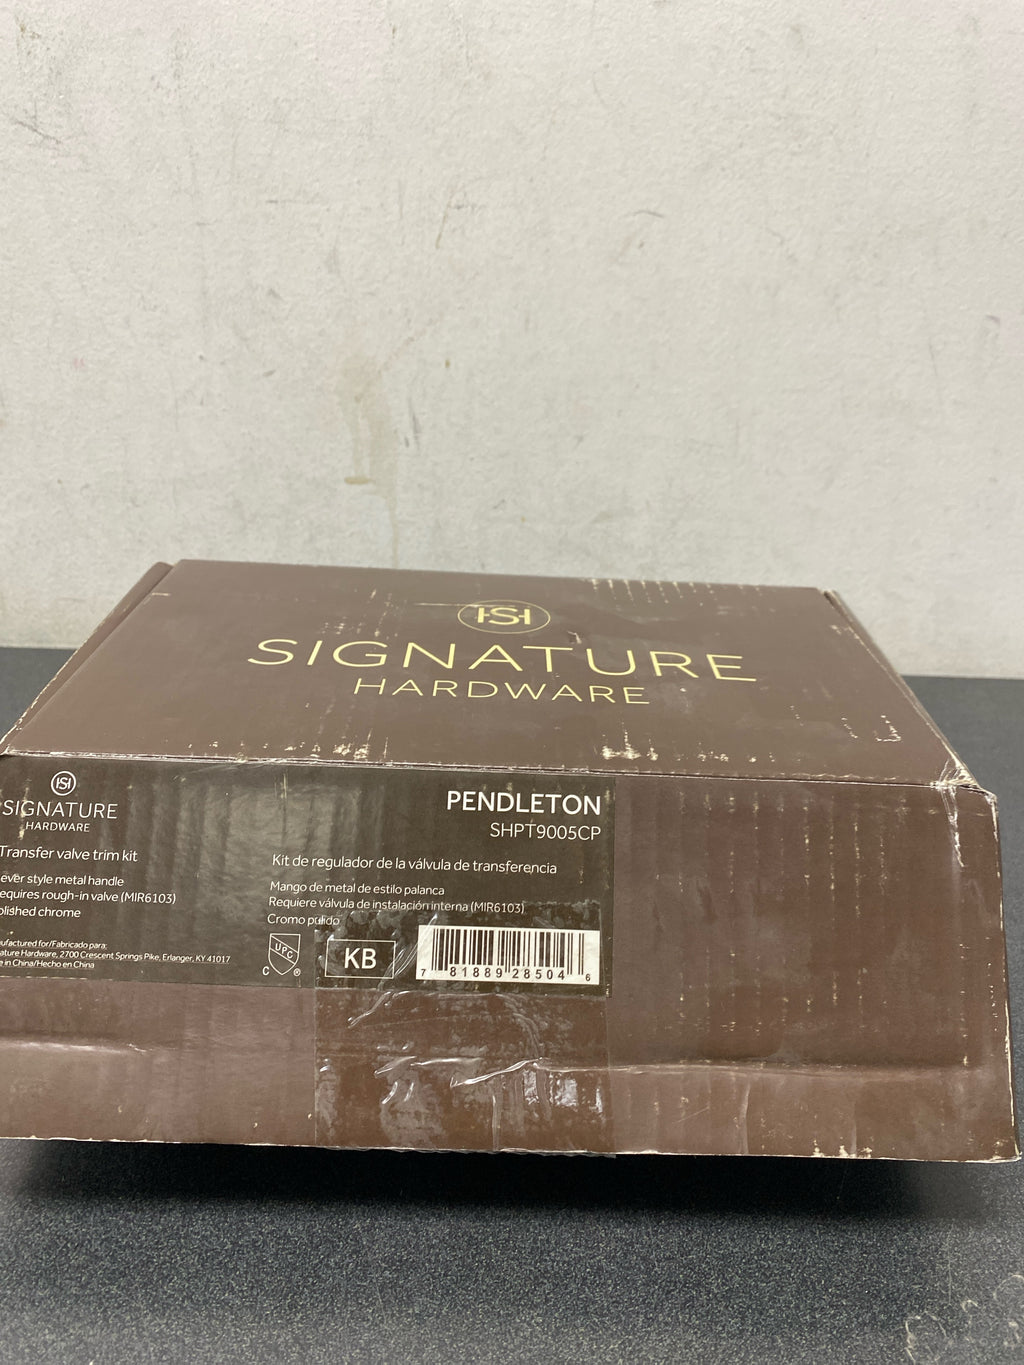 SIGNATURE
HARDWARE
SIGNATURE
HARDWARE
Transfer valve trim kit
ever style metal handle
equires rough-in valve (MIR6103)
olished chrome
ufactured for/Fabricado para:
ature Hardware, 2700 Crescent Springs Pike, Erlanger, KY 41017
e in China/Hecho en China
PENDLETON
SHPT9005CP
Kit de regulador de la válvula de transferencia
Mango de metal de estilo palanca
Requiere válvula de instalación interna (MIR6103)
Cromo pulido
UPC
C ®
KB
7 81889 28504 6